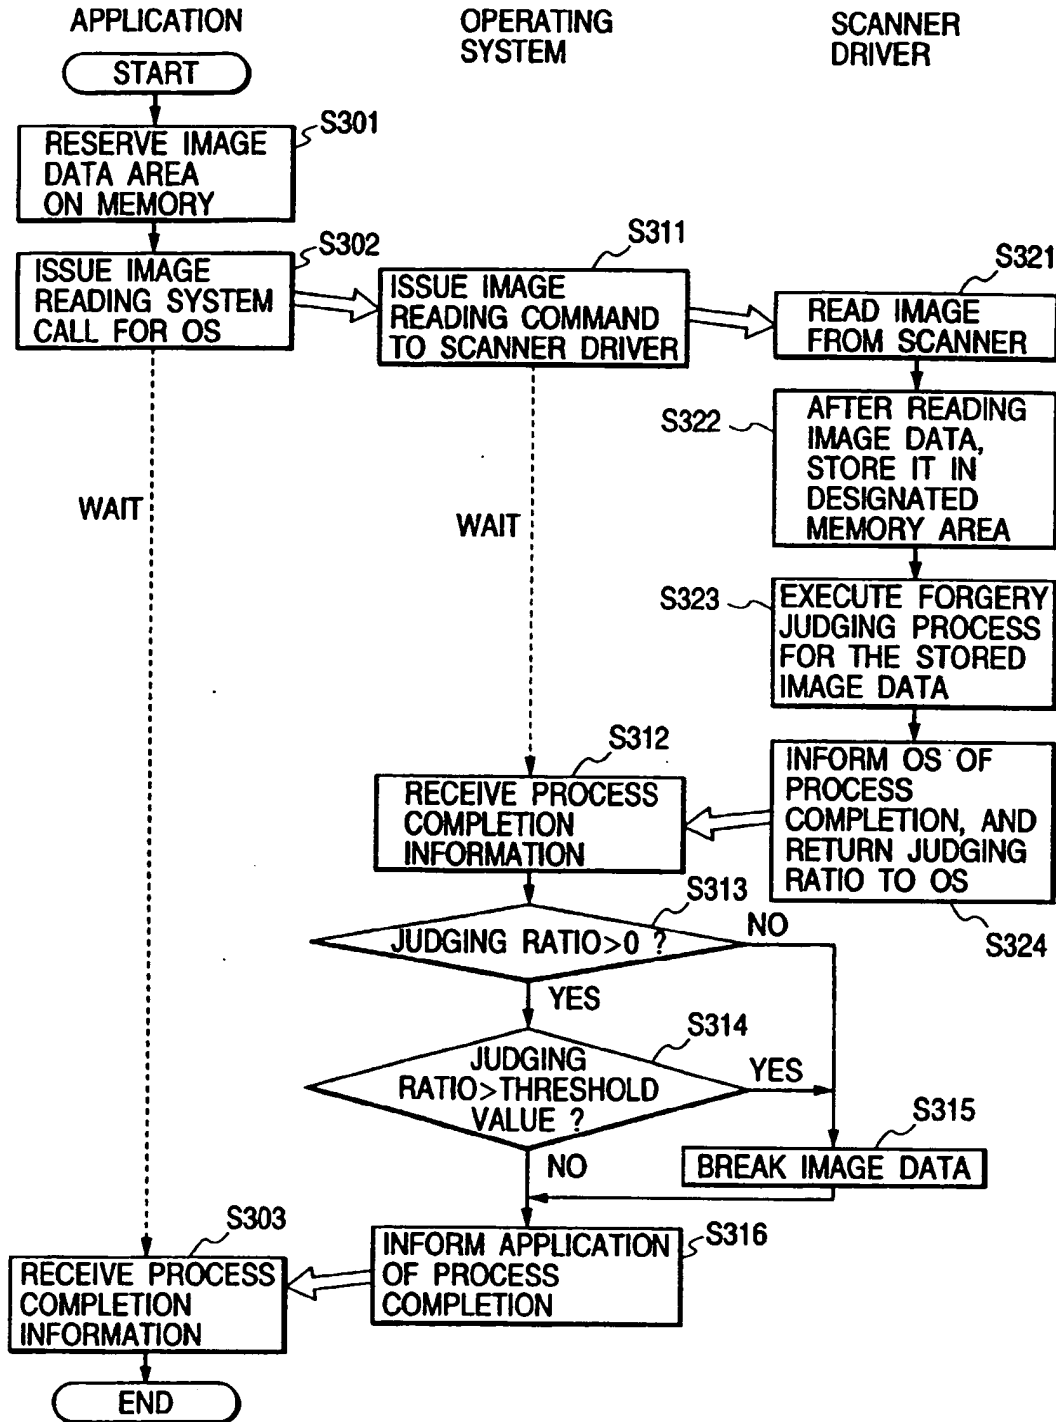 APPLICATION
OPERATING
SYSTEM
SCANNER
DRIVER
START
S301
RESERVE IMAGE
DATA AREA
ON MEMORY
S302
ISSUE IMAGE
READING SYSTEM
CALL FOR OS
S311
ISSUE IMAGE
READING COMMAND
TO SCANNER DRIVER
S321
READ IMAGE
FROM SCANNER
S322
AFTER READING
IMAGE DATA,
STORE IT IN
DESIGNATED
MEMORY AREA
WAIT
WAIT
S323
EXECUTE FORGERY
JUDGING PROCESS
FOR THE STORED
IMAGE DATA
S312
RECEIVE PROCESS
COMPLETION
INFORMATION
INFORM OS OF
PROCESS
COMPLETION, AND
RETURN JUDGING
RATIO TO OS
S324
S313
JUDGING RATIO>0 ?
NO
YES
S314
JUDGING
RATIO>THRESHOLD
VALUE ?
YES
NO
S315
BREAK IMAGE DATA
S316
INFORM APPLICATION
OF PROCESS
COMPLETION
S303
RECEIVE PROCESS
COMPLETION
INFORMATION
END